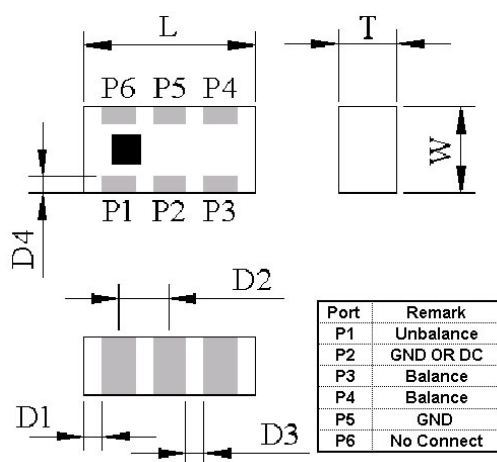 L
T
P6 P5 P4
W
P1 P2 P3
D4
D2
D1
D3
Port Remark
P1 Unbalance
P2 GND OR DC
P3 Balance
P4 Balance
P5 GND
P6 No Connect